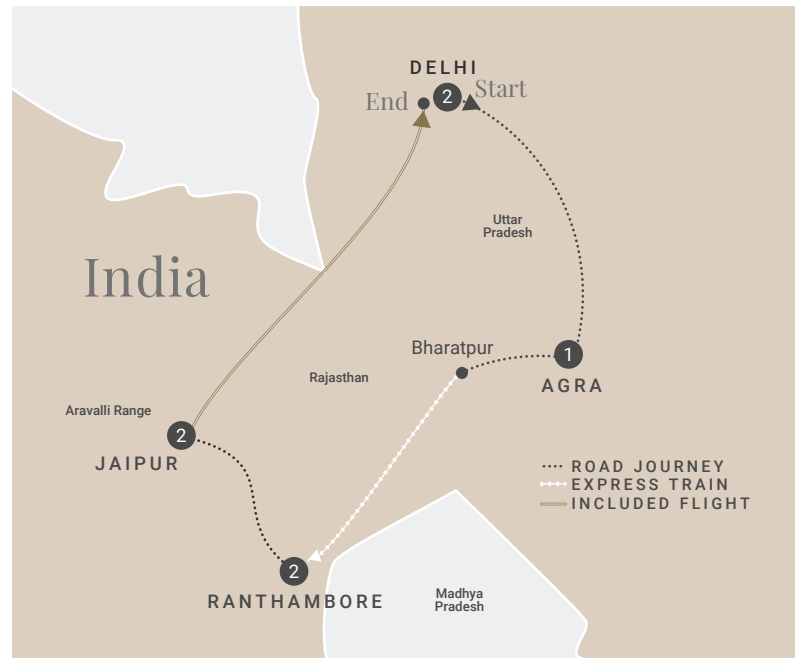 DELHI
End
2
Start
Uttar
Pradesh
India
Bharatpur
1
AGRA
Rajasthan
Aravalli Range
2
JAIPUR
ROAD JOURNEY
EXPRESS TRAIN
INCLUDED FLIGHT
2
RANTHAMBORE
Madhya
Pradesh